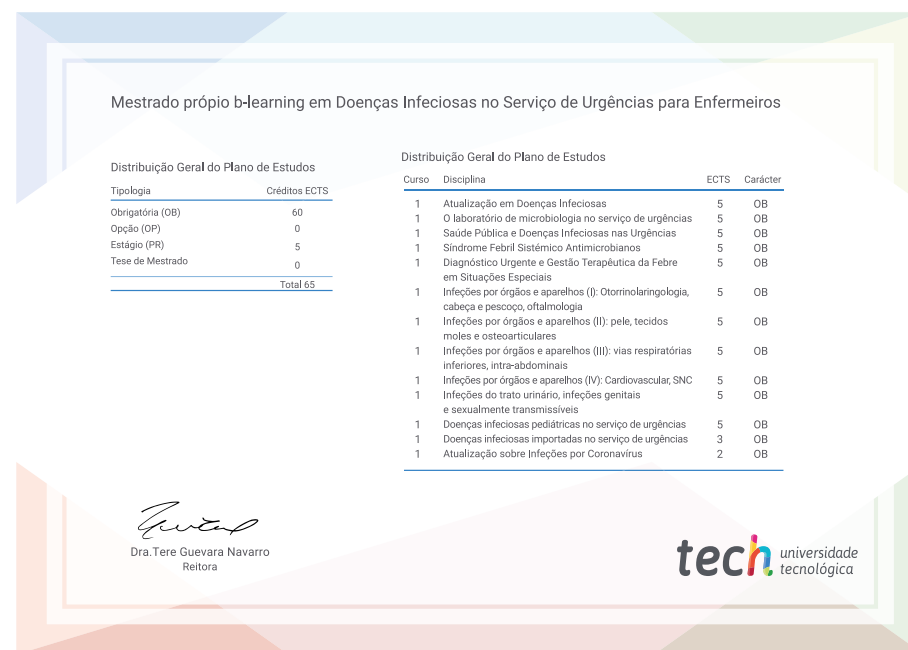 Mestrado própio b-learning em Doenças Infeciosas no Serviço de Urgências para Enfermeiros
Distribuição Geral do Plano de Estudos
Tipologia Créditos ECTS
Obrigatória (OB) 60
Opção (OP) 0
Estágio (PR) 5
Tese de Mestrado 0
Total 65
Distribuição Geral do Plano de Estudos
Curso Disciplina ECTS Carácter
1 Atualização em Doenças Infeciosas 5 OB
1 O laboratório de microbiologia no serviço de urgências 5 OB
1 Saúde Pública e Doenças Infeciosas nas Urgências 5 OB
1 Síndrome Febril Sistémico Antimicrobianos 5 OB
1 Diagnóstico Urgente e Gestão Terapêutica da Febre 5 OB
em Situações Especiais
1 Infeções por órgãos e aparelhos (I): Otorrinolaringologia, 5 OB
cabeça e pescoço, oftalmologia
1 Infeções por órgãos e aparelhos (II): pele, tecidos 5 OB
moles e osteoarticulares
1 Infeções por órgãos e aparelhos (III): vias respiratórias 5 OB
inferiores, intra-abdominais
1 Infeções por órgãos e aparelhos (IV): Cardiovascular, SNC 5 OB
1 Infeções do trato urinário, infeções genitais 5 OB
e sexualmente transmissíveis
1 Doenças infeciosas pediátricas no serviço de urgências 5 OB
1 Doenças infeciosas importadas no serviço de urgências 3 OB
1 Atualização sobre Infeções por Coronavírus 2 OB
Dra.Tere Guevara Navarro
Reitora
tech universidade
tecnológica